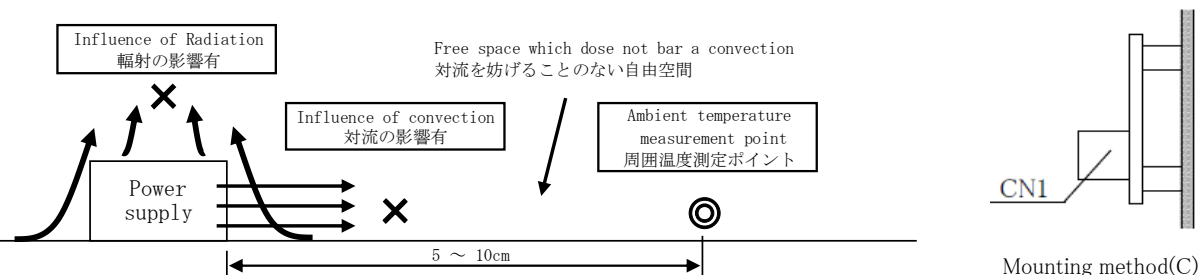 Influence of Radiation
輻射の影響有
Free space which dose not bar a convection
対流を妨げることのない自由空間
Influence of convection
対流の影響有
Ambient temperature
measurement point
周囲温度測定ポイント
Power
supply
5 ～ 10cm
CN1
Mounting method(C)